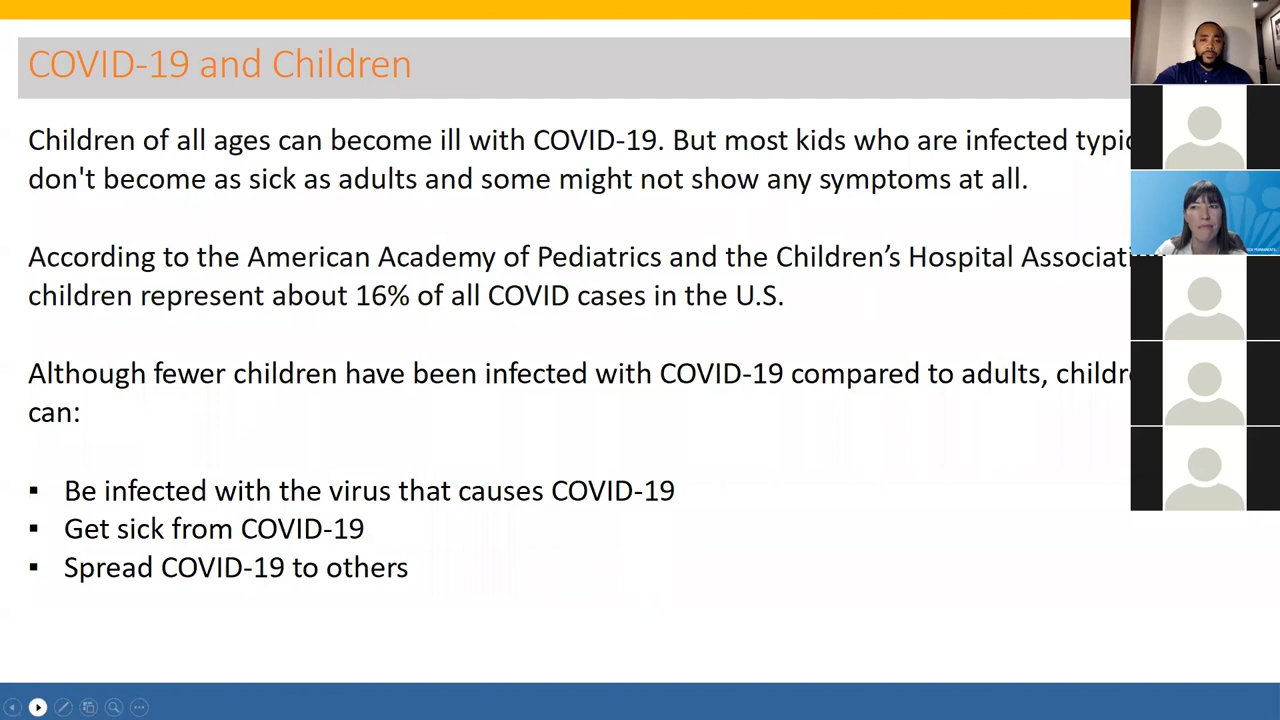 COVID-19 and Children
Children of all ages can become ill with COVID-19. But most kids who are infected
don't become as sick as adults and some might not show any symptoms at all.
According to the American Academy of Pediatrics and the Children’s Hospital
children represent about 16% of all COVID cases in the U.S.
Although fewer children have been infected with COVID-19 compared to adults,
can:
▪ Be infected with the virus that causes COVID-19
▪ Get sick from COVID-19
▪ Spread COVID-19 to others